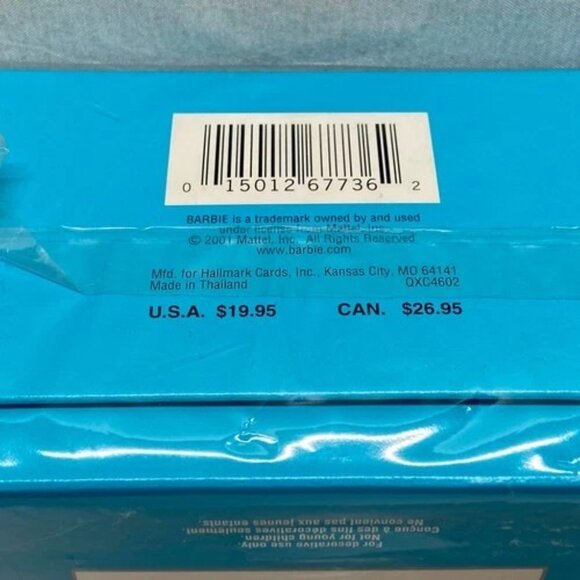 0 15012 67736 2
BARBIE is a trademark owned by and used
under license from Mattel, Inc.
© 2001 Mattel, Inc. All Rights Reserved
www.barbie.com
Mfd. for Hallmark Cards, Inc., Kansas City, MO 64141
Made in Thailand QXC4602
U.S.A. $19.95 CAN. $26.95
For decorative use only.
Not for young children.
Conçue à des fins décoratives seulement.
Ne convient pas aux jeunes enfants.